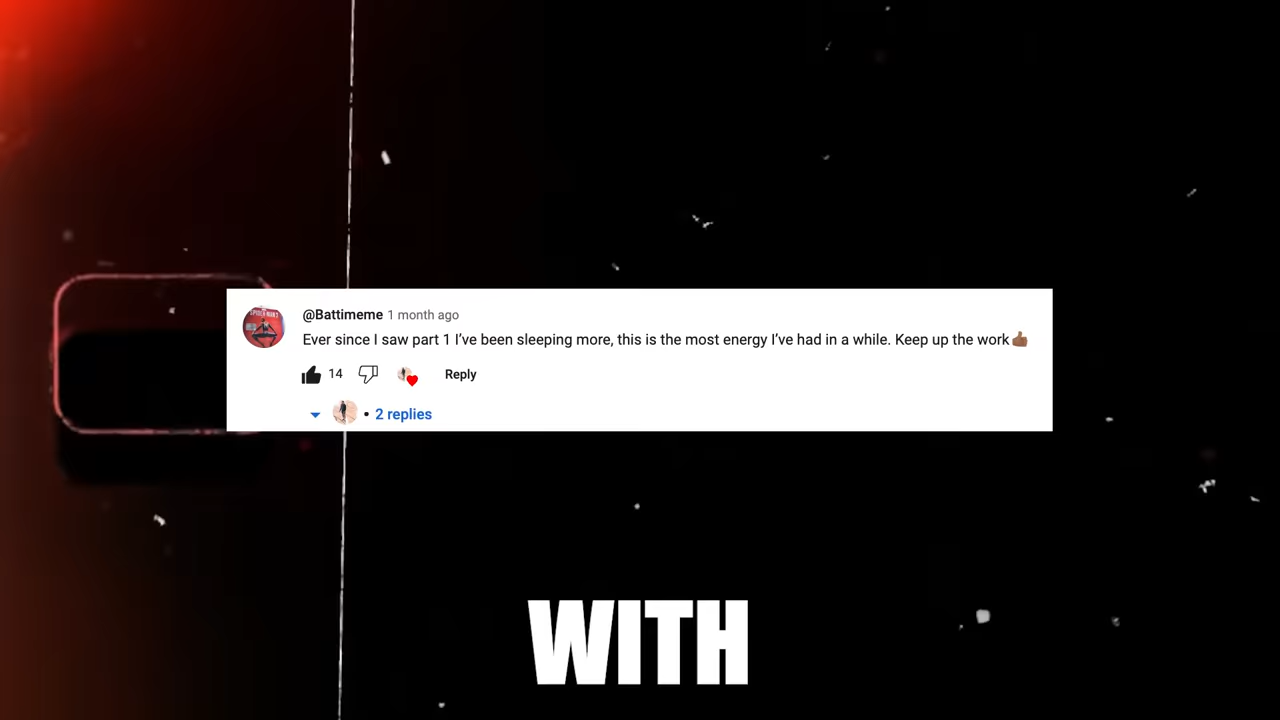 @Battimeme 1 month ago
Ever since I saw part 1 I’ve been sleeping more, this is the most energy I’ve had in a while. Keep up the work👍🏾
14 Reply
• 2 replies
WITH